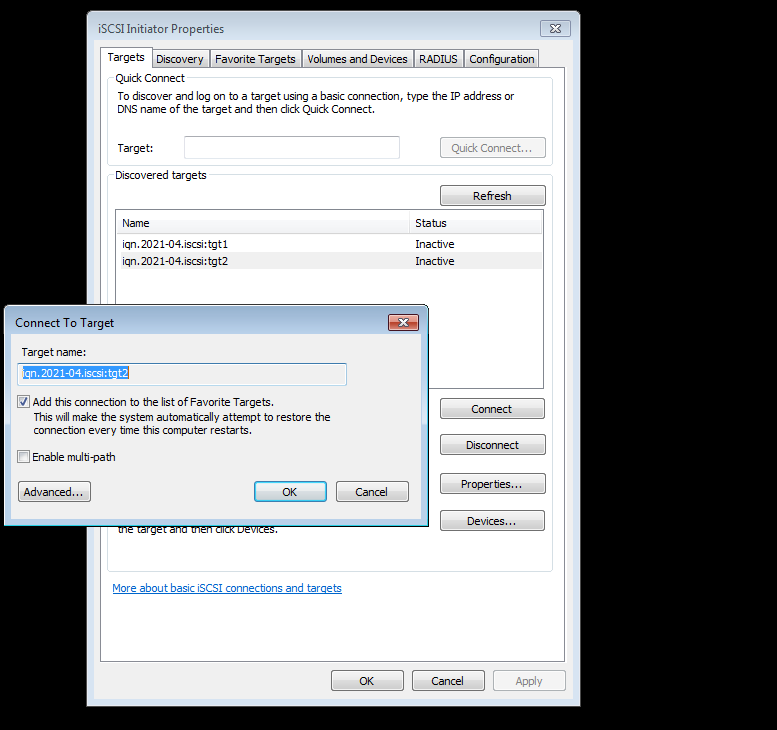 iSCSI Initiator Properties
Targets Discovery Favorite Targets Volumes and Devices RADIUS Configuration
Quick Connect
To discover and log on to a target using a basic connection, type the IP address or
DNS name of the target and then click Quick Connect.
Target:
Quick Connect...
Discovered targets
Refresh
Name Status
iqn.2021-04.iscsi:tgt1 Inactive
iqn.2021-04.iscsi:tgt2 Inactive
Connect To Target
Target name:
iqn.2021-04.iscsi:tgt2
Add this connection to the list of Favorite Targets.
This will make the system automatically attempt to restore the
connection every time this computer restarts.
Enable multi-path
Advanced... OK Cancel
Connect
Disconnect
Properties...
Devices...
the target and then click Devices.
More about basic iSCSI connections and targets
OK Cancel Apply